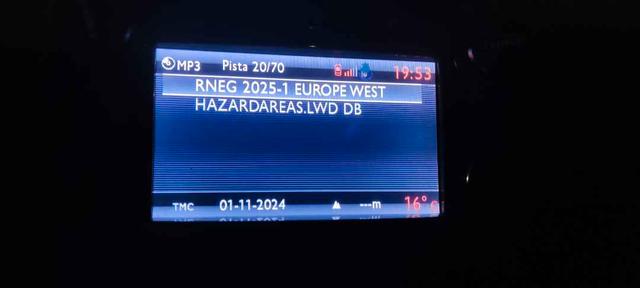 MP3 Pista 20/70 19:53
RNEG 2025-1 EUROPE WEST
HAZARDAREAS.LWD DB
TMC 01-11-2024 ---m 16°